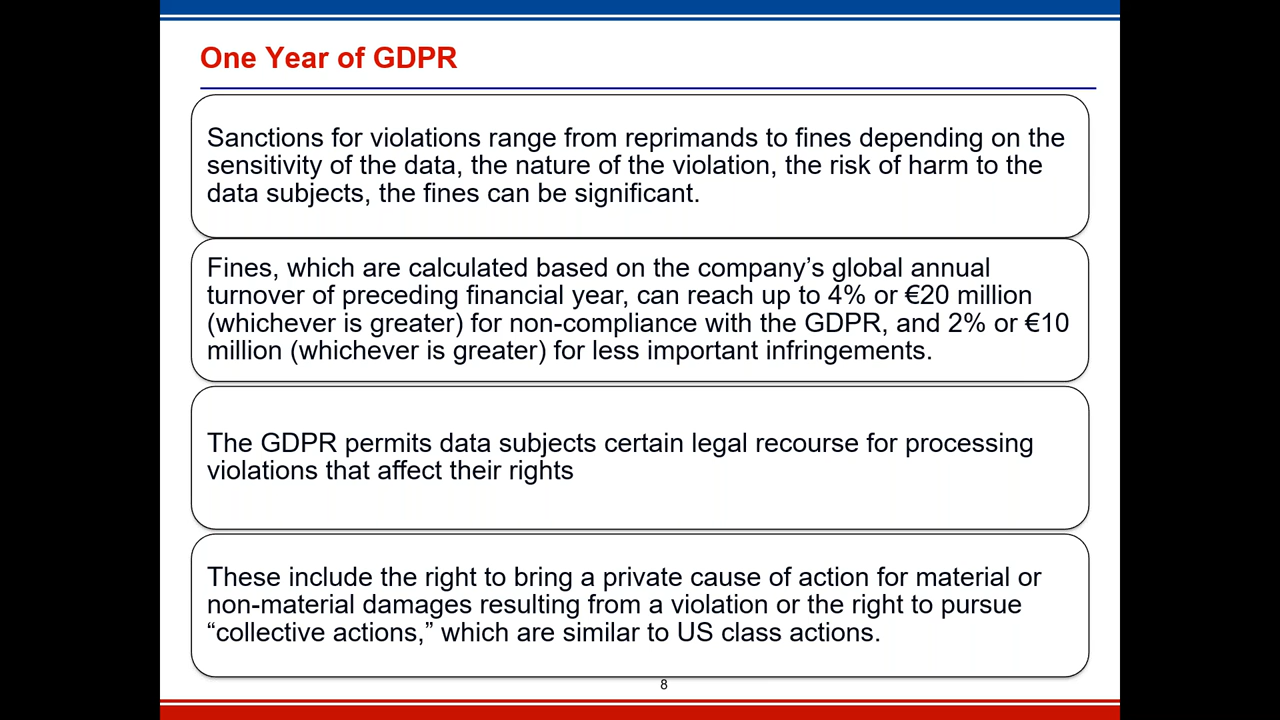 One Year of GDPR
Sanctions for violations range from reprimands to fines depending on the
sensitivity of the data, the nature of the violation, the risk of harm to the
data subjects, the fines can be significant.
Fines, which are calculated based on the company’s global annual
turnover of preceding financial year, can reach up to 4% or €20 million
(whichever is greater) for non-compliance with the GDPR, and 2% or €10
million (whichever is greater) for less important infringements.
The GDPR permits data subjects certain legal recourse for processing
violations that affect their rights
These include the right to bring a private cause of action for material or
non-material damages resulting from a violation or the right to pursue
“collective actions,” which are similar to US class actions.
8